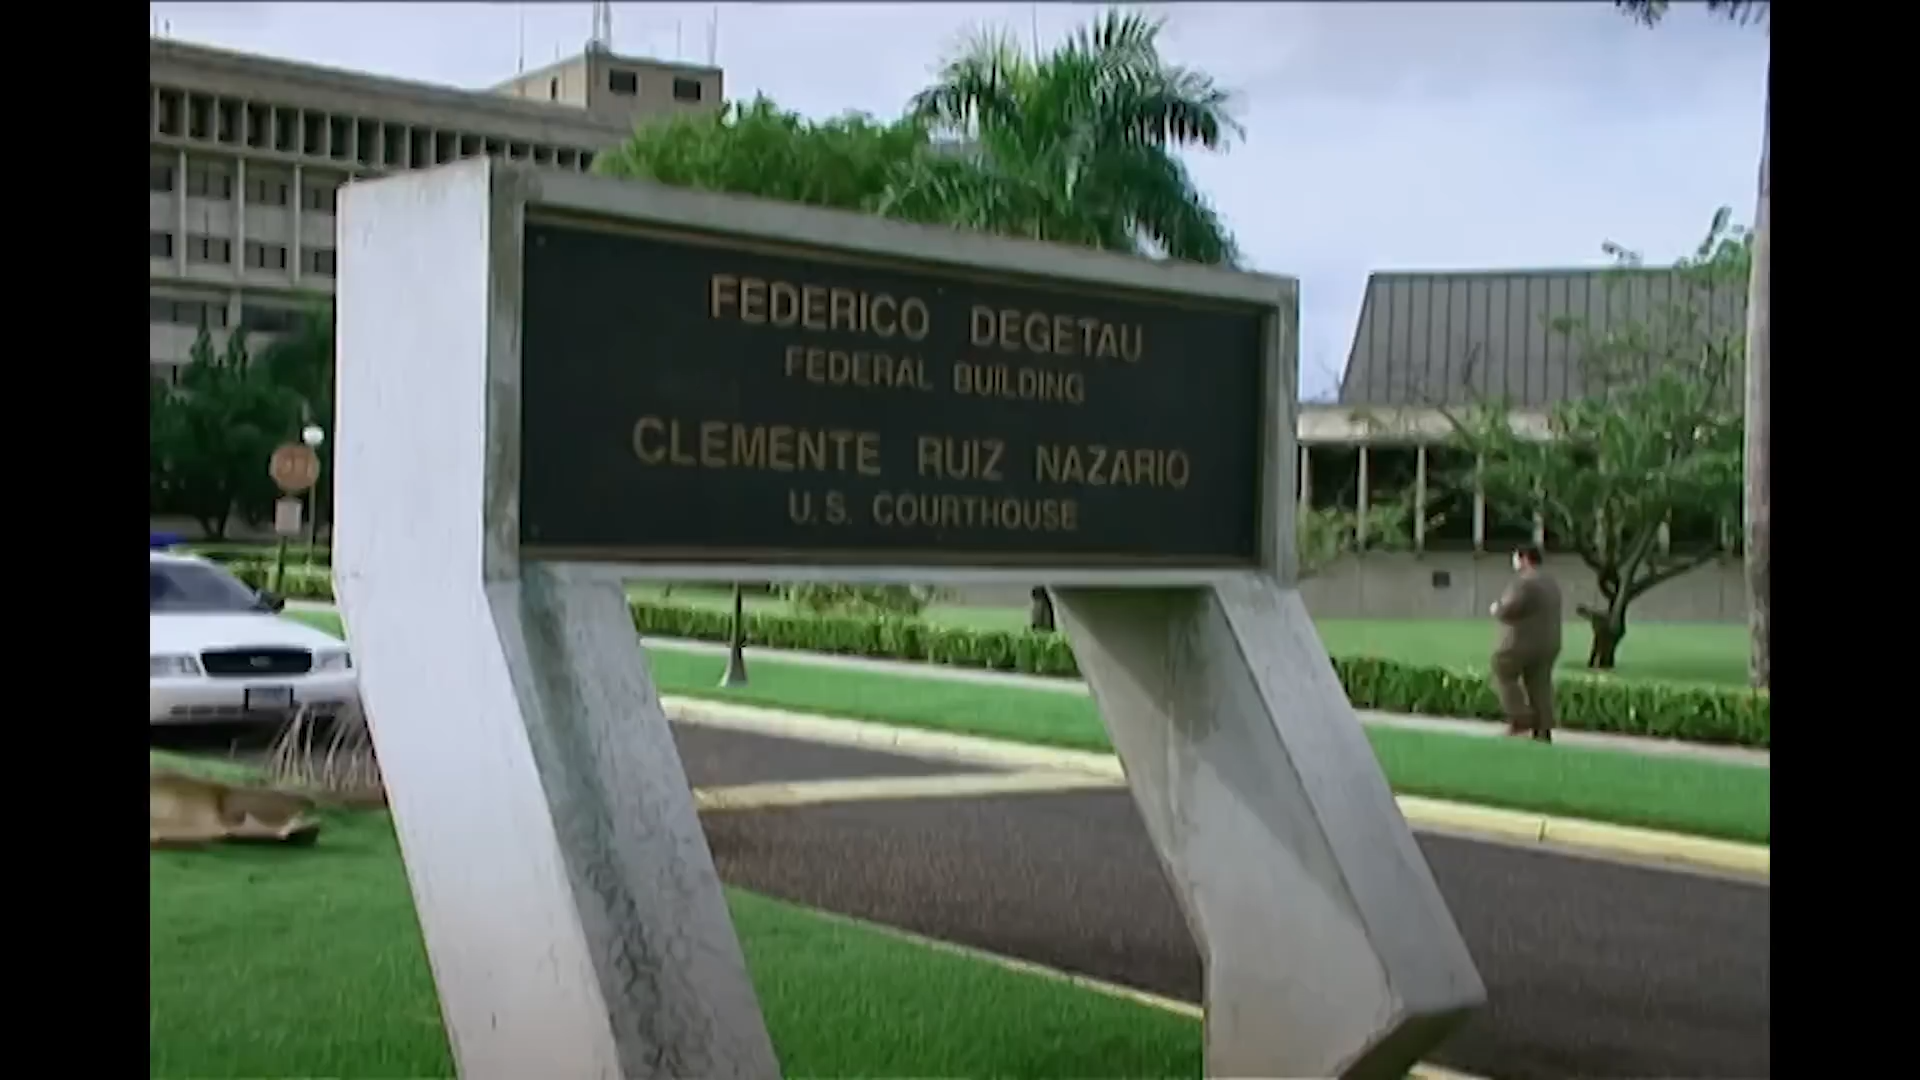 FEDERICO DEGETAU
FEDERAL BUILDING
CLEMENTE RUIZ NAZARIO
U.S. COURTHOUSE